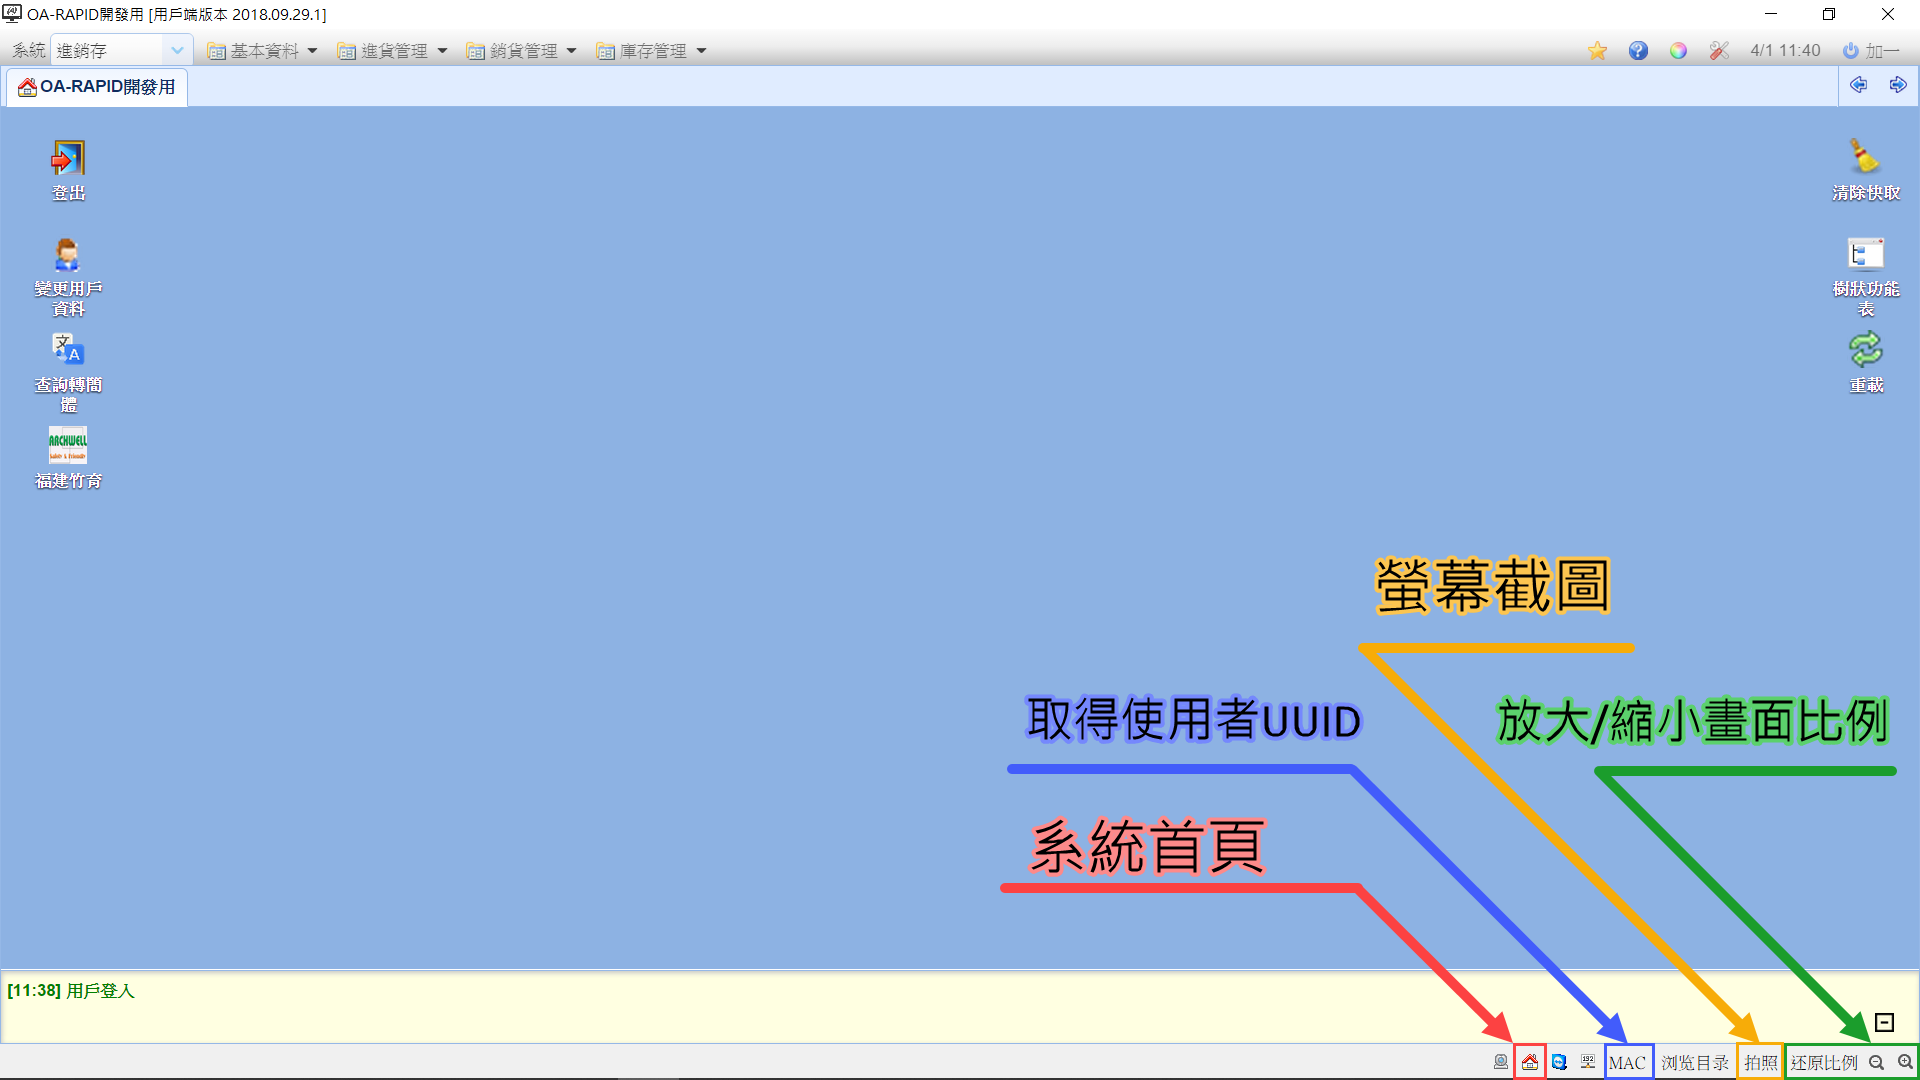 OA-RAPID開發用 [用戶端版本 2018.09.29.1]
系統 進銷存 基本資料 進貨管理 銷貨管理 庫存管理 4/1 11:40 加一
OA-RAPID開發用
登出
清除快取
變更用戶
資料
樹狀功能
表
查詢轉簡
體
重載
ARCHWELL
Safety & Friendly
福建竹育
螢幕截圖
取得使用者UUID
放大/縮小畫面比例
系統首頁
[11:38] 用戶登入
MAC 浏览目录 拍照 还原比例